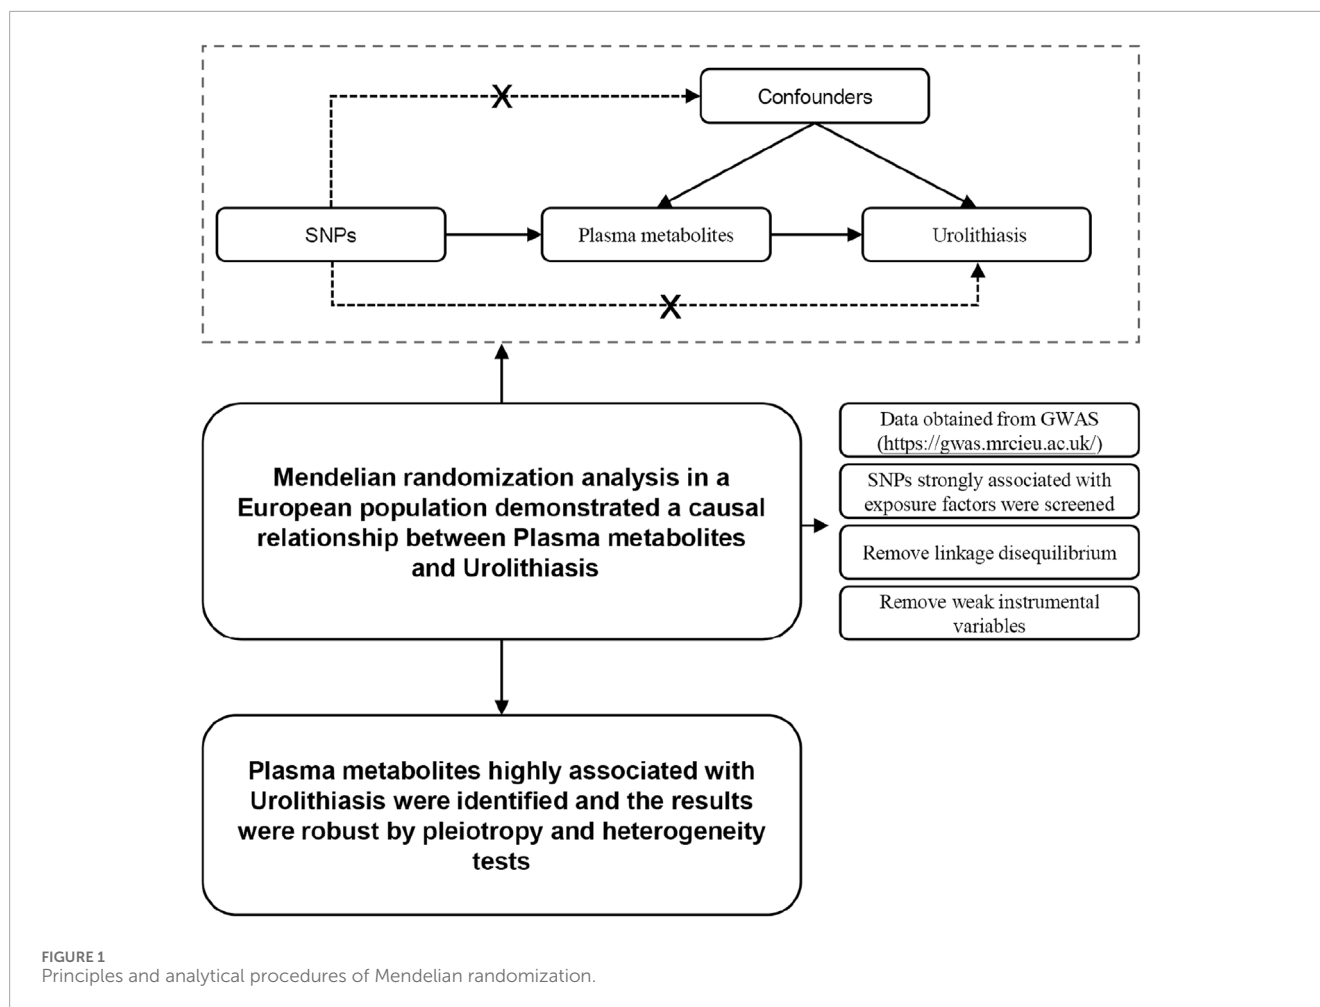 X
Confounders
SNPs
Plasma metabolites
Urolithiasis
X
Mendelian randomization analysis in a
European population demonstrated a causal
relationship between Plasma metabolites
and Urolithiasis
Data obtained from GWAS
(https://gwas.mrcieu.ac.uk/)
SNPs strongly associated with
exposure factors were screened
Remove linkage disequilibrium
Remove weak instrumental
variables
Plasma metabolites highly associated with
Urolithiasis were identified and the results
were robust by pleiotropy and heterogeneity
tests
FIGURE 1
Principles and analytical procedures of Mendelian randomization.